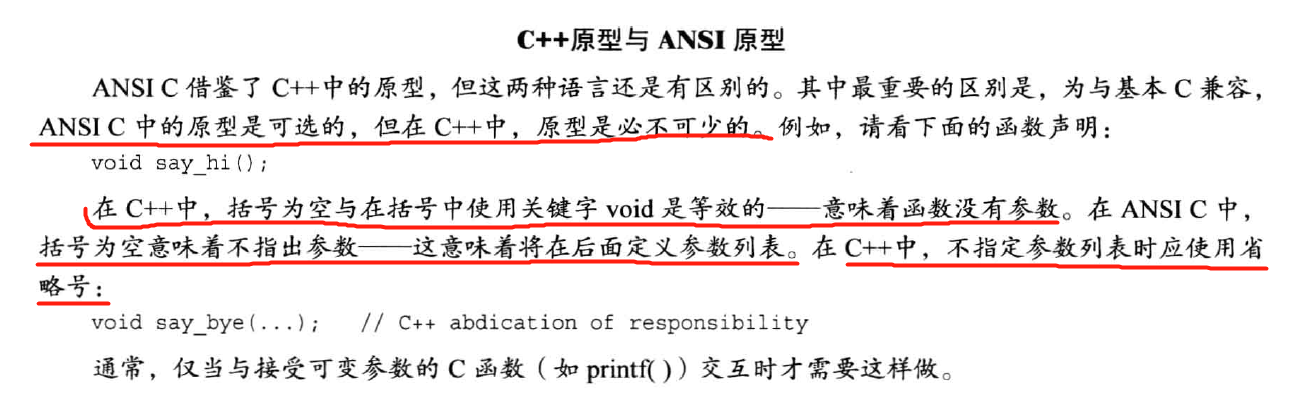 C++原型与 ANSI 原型
ANSI C 借鉴了 C++中的原型，但这两种语言还是有区别的。其中最重要的区别是，为与基本 C 兼容，
ANSI C 中的原型是可选的，但在 C++中，原型是必不可少的。例如，请看下面的函数声明：
void say_hi();
在 C++中，括号为空与在括号中使用关键字 void 是等效的——意味着函数没有参数。在 ANSI C 中，
括号为空意味着不指出参数——这意味着将在后面定义参数列表。在 C++中，不指定参数列表时应使用省
略号：
void say_bye(...);   // C++ abdication of responsibility
通常，仅当与接受可变参数的 C 函数（如 printf( )）交互时才需要这样做。